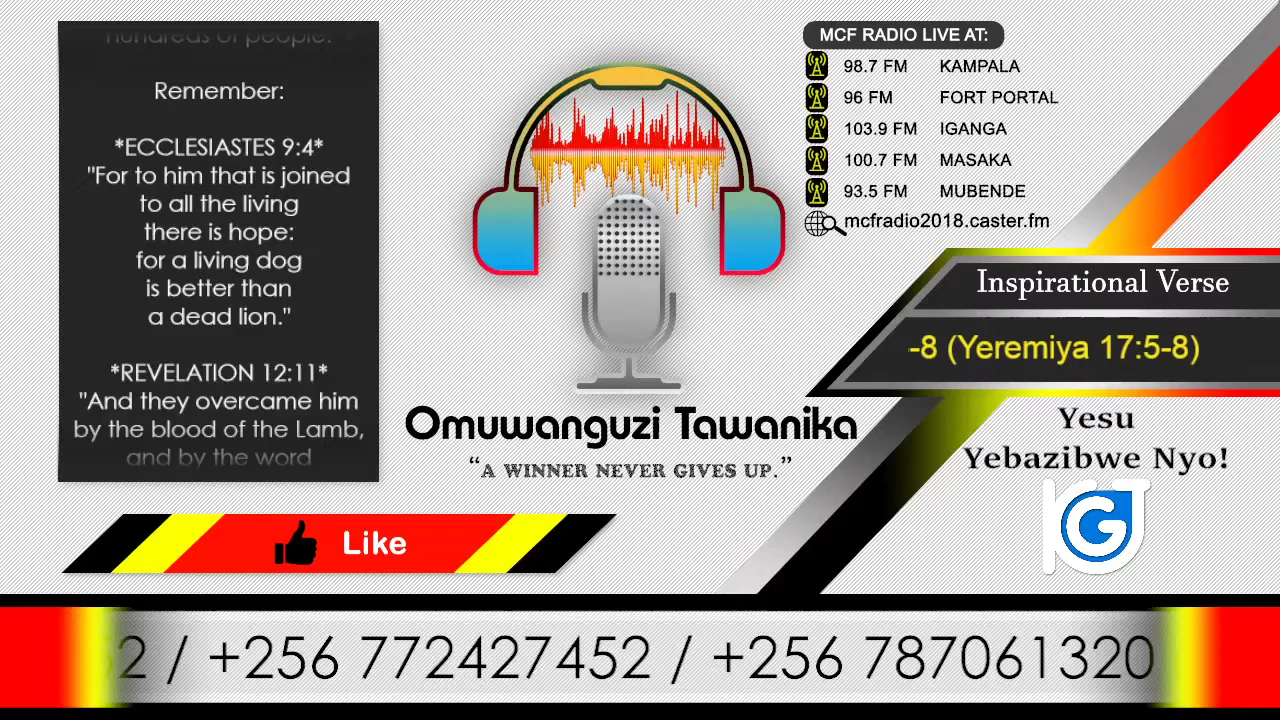 hundreds of people.
Remember:
*ECCLESIASTES 9:4*
"For to him that is joined
to all the living
there is hope:
for a living dog
is better than
a dead lion."
*REVELATION 12:11*
"And they overcame him
by the blood of the Lamb,
and by the word
Like
Omuwanguzi Tawanika
“A WINNER NEVER GIVES UP.”
MCF RADIO LIVE AT:
98.7 FM KAMPALA
96 FM FORT PORTAL
103.9 FM IGANGA
100.7 FM MASAKA
93.5 FM MUBENDE
mcfradio2018.caster.fm
Inspirational Verse
-8 (Yeremiya 17:5-8)
Yesu
Yebazibwe Nyo!
KGT
2 / +256 772427452 / +256 787061320